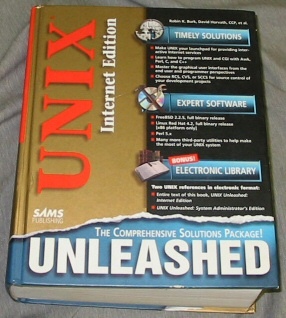 Robin K. Burk, David Horvath, CCP, et al.
UNIX
Internet Edition
TIMELY SOLUTIONS
Make UNIX your launchpad for providing inter-
active Internet services
Learn how to program UNIX and CGI with Awk,
Perl, C, and C++
Master the graphical user interfaces from the
end user and programmer perspectives
Choose RCS, CVS, or SCCS for source control of
your development projects
EXPERT SOFTWARE
FreeBSD 2.2.5, full binary release
Linux Red Hat 4.2, full binary release
(x86 platform only)
Perl 5.x
Many more third-party utilities to help make
the most of your UNIX system
BONUS!
ELECTRONIC LIBRARY
Two UNIX references in electronic format:
Entire text of this book, UNIX Unleashed:
Internet Edition
UNIX Unleashed: System Administrator's Edition
SAMS
PUBLISHING
THE COMPREHENSIVE SOLUTIONS PACKAGE!
UNLEASHED